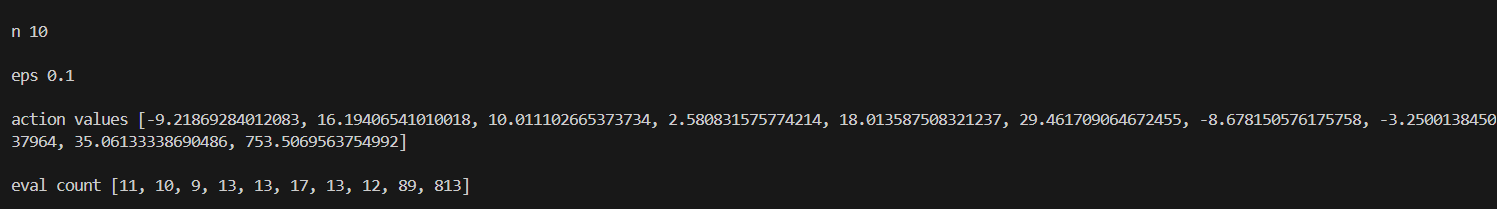 n 10
eps 0.1
action values [-9.21869284012083, 16.19406541010018, 10.011102665373734, 2.580831575774214, 18.013587508321237, 29.461709064672455, -8.678150576175758, -3.2500138450
37964, 35.06133338690486, 753.5069563754992]
eval count [11, 10, 9, 13, 13, 17, 13, 12, 89, 813]